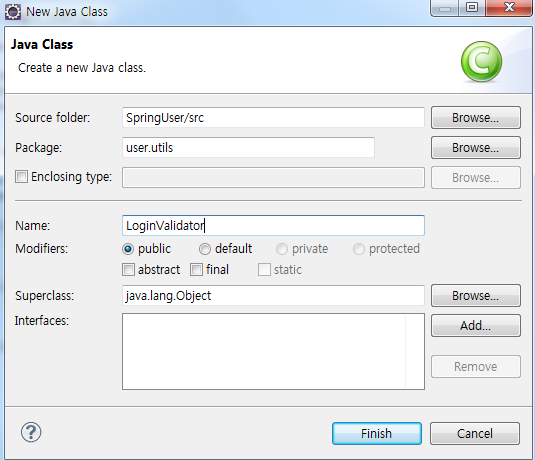 New Java Class
Java Class
Create a new Java class.
C
Source folder: SpringUser/src Browse...
Package: user.utils Browse...
Enclosing type: Browse...
Name: LoginValidator
Modifiers: public default private protected
abstract final static
Superclass: java.lang.Object Browse...
Interfaces: Add...
Remove
? Finish Cancel